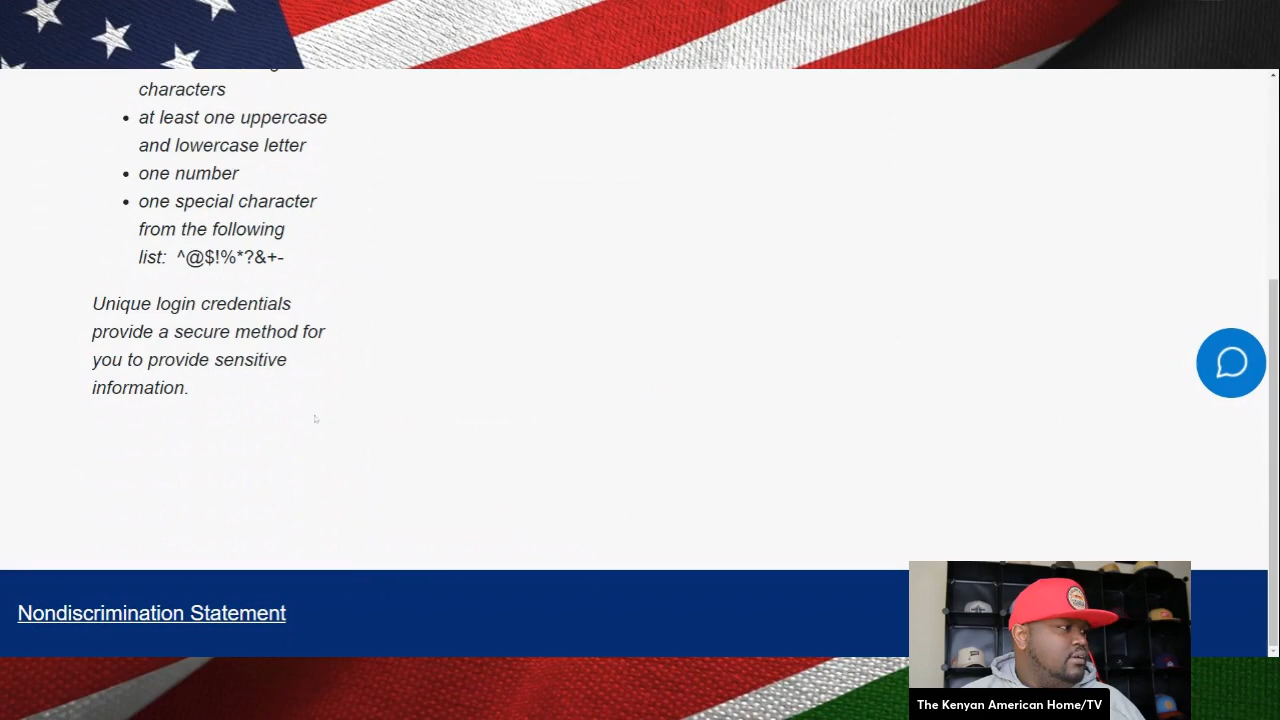 characters
at least one uppercase
and lowercase letter
one number
one special character
from the following
list: ^@$!%*?&+-
Unique login credentials
provide a secure method for
you to provide sensitive
information.
Nondiscrimination Statement
The Kenyan American Home/TV